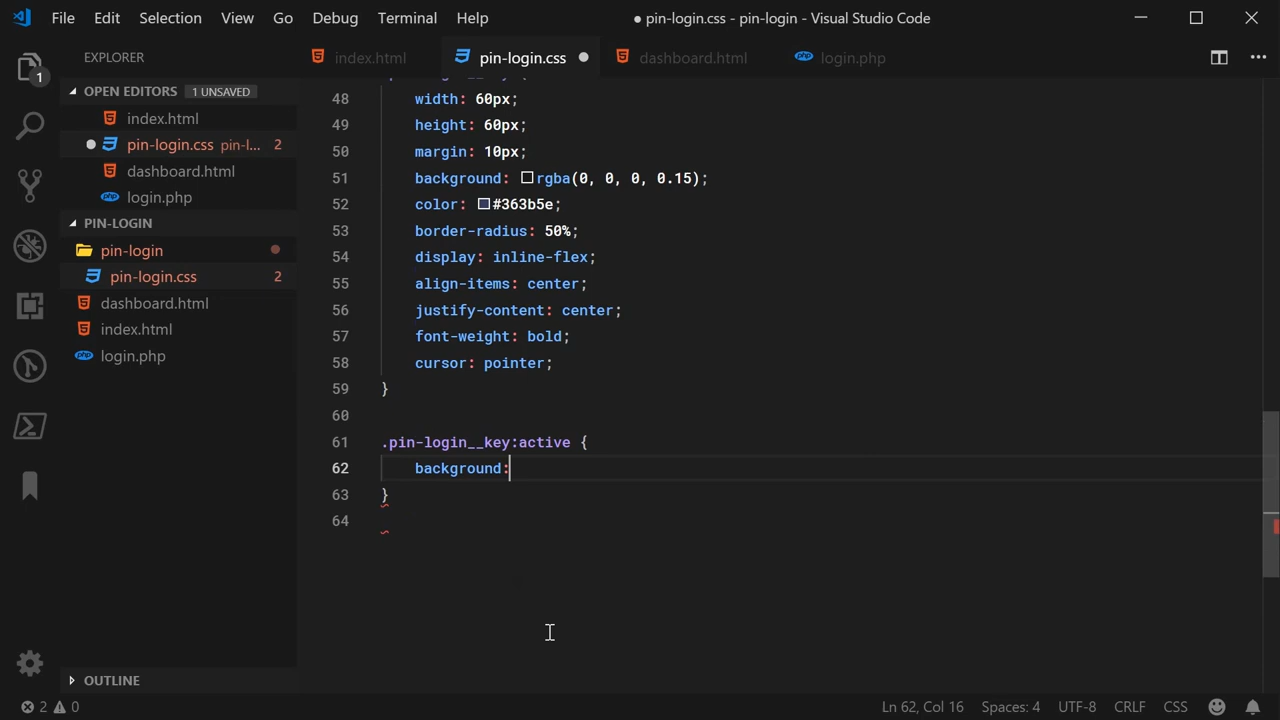 File Edit Selection View Go Debug Terminal Help
● pin-login.css - pin-login - Visual Studio Code
EXPLORER
index.html
pin-login.css
dashboard.html
login.php
1
OPEN EDITORS 1 UNSAVED
index.html
pin-login.css pin-l... 2
dashboard.html
login.php
PIN-LOGIN
pin-login
pin-login.css 2
dashboard.html
index.html
login.php
OUTLINE
48 width: 60px;
49 height: 60px;
50 margin: 10px;
51 background: rgba(0, 0, 0, 0.15);
52 color: #363b5e;
53 border-radius: 50%;
54 display: inline-flex;
55 align-items: center;
56 justify-content: center;
57 font-weight: bold;
58 cursor: pointer;
59 }
60
61 .pin-login__key:active {
62 background:
63 }
64
2 0
Ln 62, Col 16 Spaces: 4 UTF-8 CRLF CSS